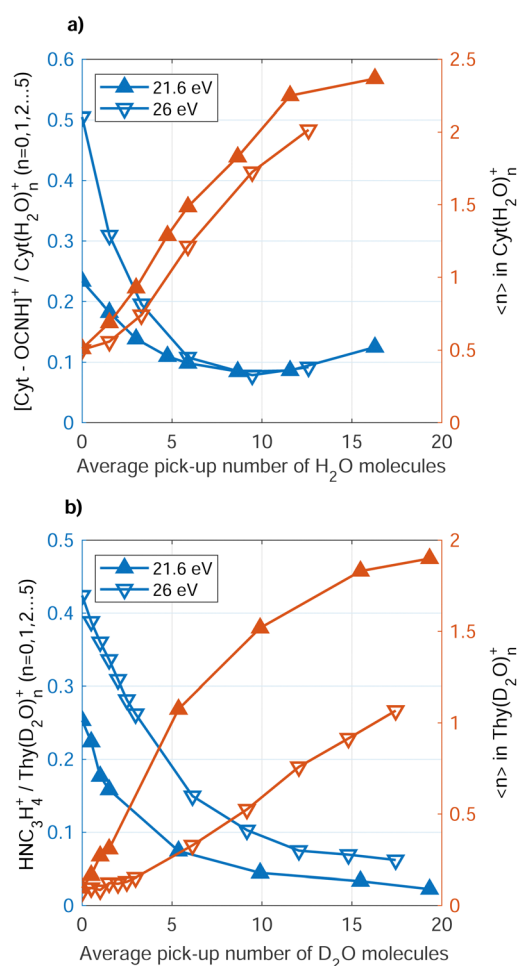 a)
[Cyt - OCNH]⁺ / Cyt(H₂O)ₙ⁺ (n=0,1,2...5)
0.6
0.5
0.4
0.3
0.2
0.1
0
21.6 eV
26 eV
2.5
2
1.5
1
0.5
0
<n> in Cyt(H₂O)ₙ⁺
0 5 10 15 20
Average pick-up number of H₂O molecules
b)
HNC₃H₄⁺ / Thy(D₂O)ₙ⁺ (n=0,1,2...5)
0.5
0.4
0.3
0.2
0.1
0
21.6 eV
26 eV
2
1.5
1
0.5
0
<n> in Thy(D₂O)ₙ⁺
0 5 10 15 20
Average pick-up number of D₂O molecules